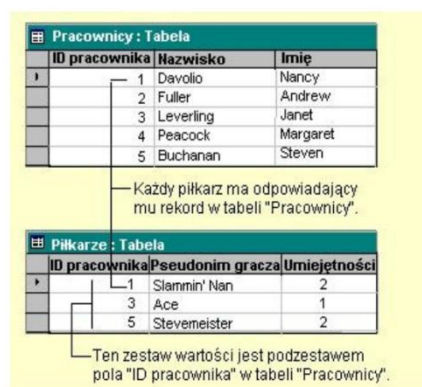 Pracownicy : Tabela
ID pracownika Nazwisko Imię
1 Davolio Nancy
2 Fuller Andrew
3 Leverling Janet
4 Peacock Margaret
5 Buchanan Steven
Każdy piłkarz ma odpowiadający
mu rekord w tabeli "Pracownicy".
Piłkarze : Tabela
ID pracownika Pseudonim gracza Umiejętności
1 Slammin' Nan 2
3 Ace 1
5 Stevemeister 2
Ten zestaw wartości jest podzestawem
pola "ID pracownika" w tabeli "Pracownicy".